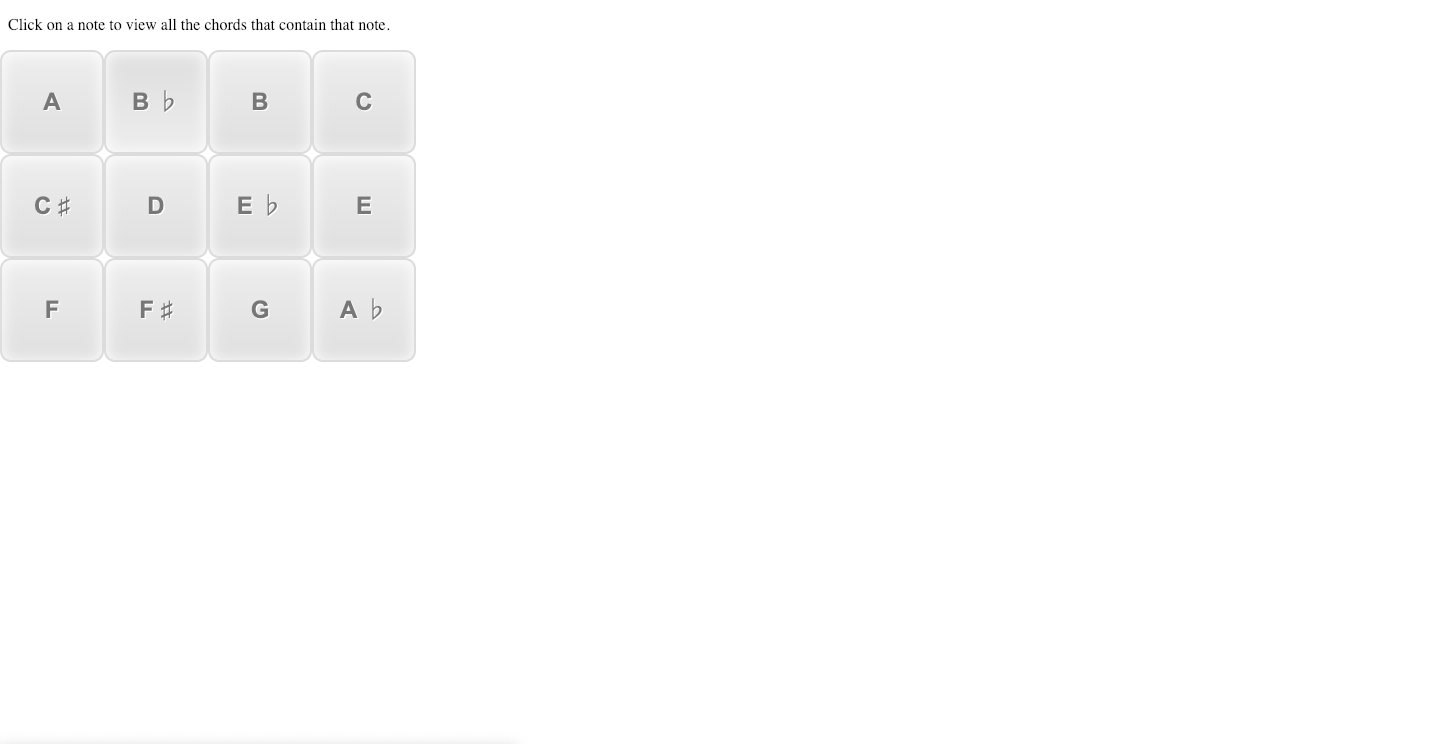 Click on a note to view all the chords that contain that note.
A B ♭ B C
C ♯ D E ♭ E
F F ♯ G A ♭